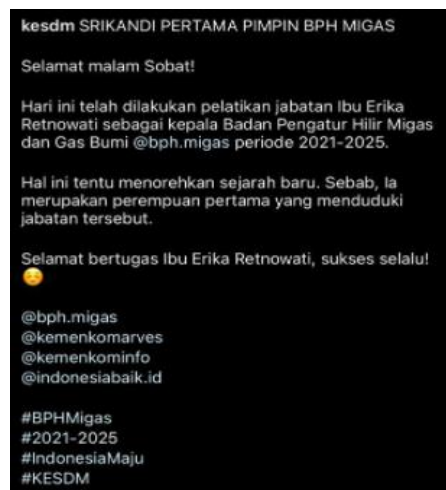 kesdm SRIKANDI PERTAMA PIMPIN BPH MIGAS
Selamat malam Sobat!
Hari ini telah dilakukan pelatikan jabatan Ibu Erika
Retnowati sebagai kepala Badan Pengatur Hilir Migas
dan Gas Bumi @bph.migas periode 2021-2025.
Hal ini tentu menorehkan sejarah baru. Sebab, Ia
merupakan perempuan pertama yang menduduki
jabatan tersebut.
Selamat bertugas Ibu Erika Retnowati, sukses selalu!
☺️
@bph.migas
@kemenkomarves
@kemenkominfo
@indonesiabaik.id
#BPHMigas
#2021-2025
#IndonesiaMaju
#KESDM